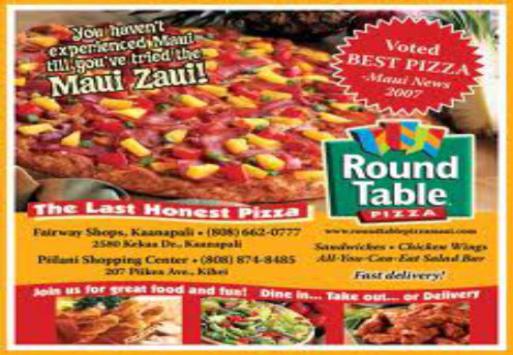 You haven't
experienced Maui
till you've tried the
Maui Zaui!
Voted
BEST PIZZA
-Maui News
2007
Round
Table
PIZZA
The Last Honest Pizza
www.roundtablepizzamaui.com
Fairway Shops, Kaanapali • (808) 662-0777
2580 Kekaa Dr., Kaanapali
Piilani Shopping Center • (808) 874-8485
207 Piikea Ave., Kihei
Sandwiches • Chicken Wings
All-You-Can-Eat Salad Bar
Fast delivery!
Join us for great food and fun! Dine in... Take out... or Delivery